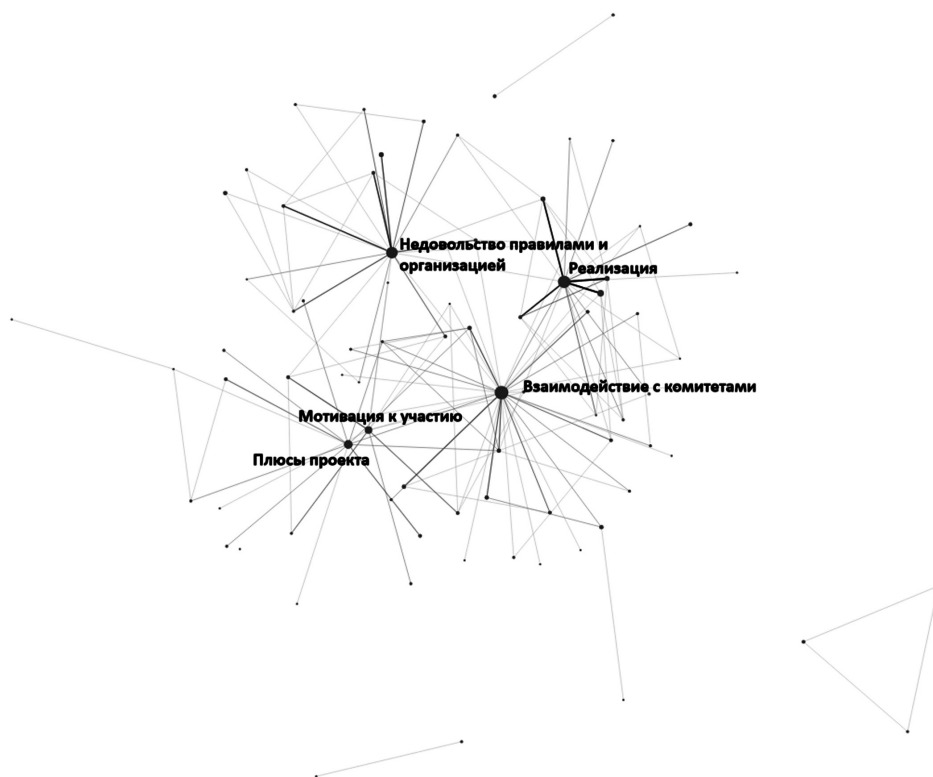 Недовольство правилами и
организацией
Реализация
Взаимодействие с комитетами
Мотивация к участию
Плюсы проекта